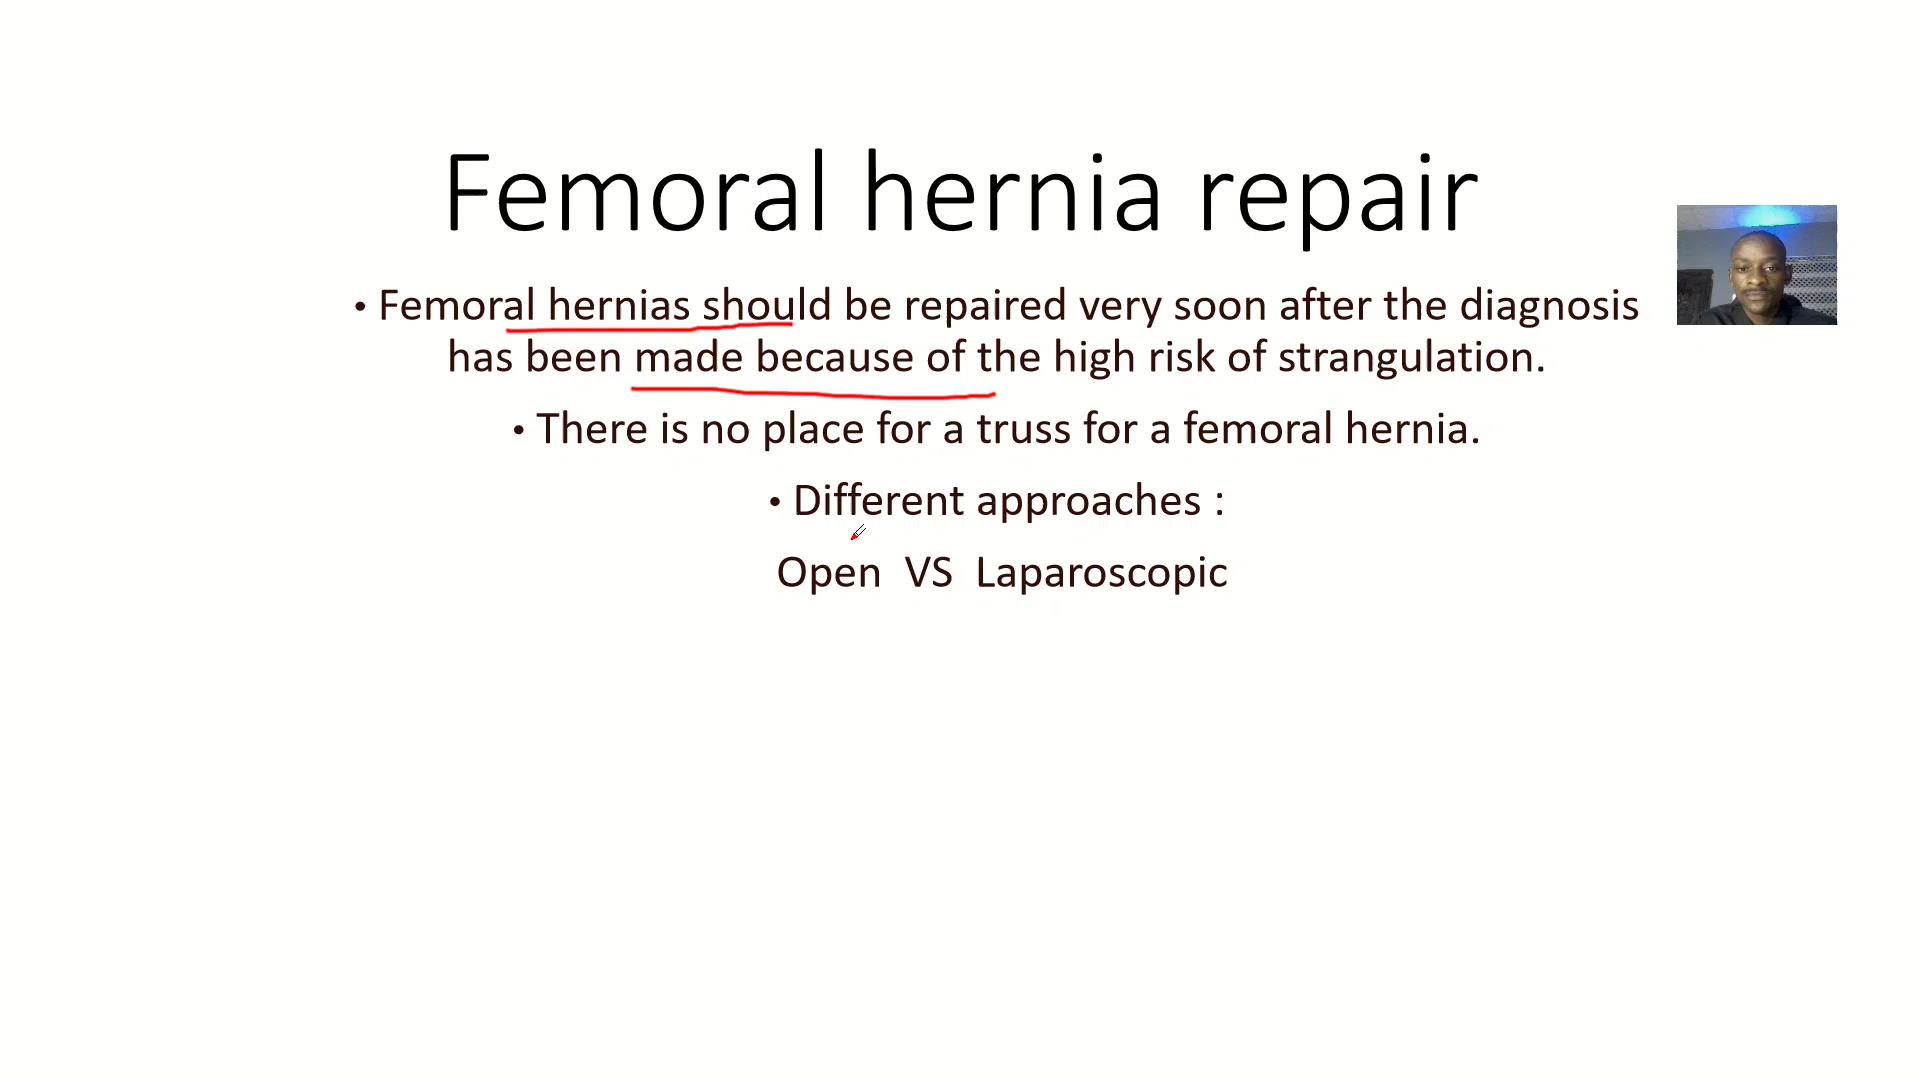 Femoral hernia repair
• Femoral hernias should be repaired very soon after the diagnosis
has been made because of the high risk of strangulation.
• There is no place for a truss for a femoral hernia.
• Different approaches :
Open VS Laparoscopic